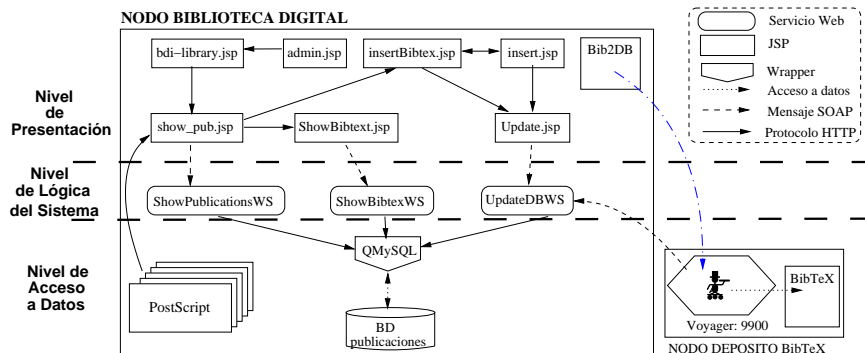 NODO BIBLIOTECA DIGITAL
bdi-library.jsp
admin.jsp
insertBibtex.jsp
insert.jsp
Bib2DB
Servicio Web
JSP
Wrapper
Acceso a datos
Mensaje SOAP
Protocolo HTTP
Nivel
de
Presentación
show_pub.jsp
ShowBibtext.jsp
Update.jsp
Nivel
de Lógica
del Sistema
ShowPublicationsWS
ShowBibtexWS
UpdateDBWS
Nivel de
Acceso
a Datos
QMySQL
PostScript
BD
publicaciones
BibTeX
Voyager: 9900
NODO DEPOSITO BibTeX